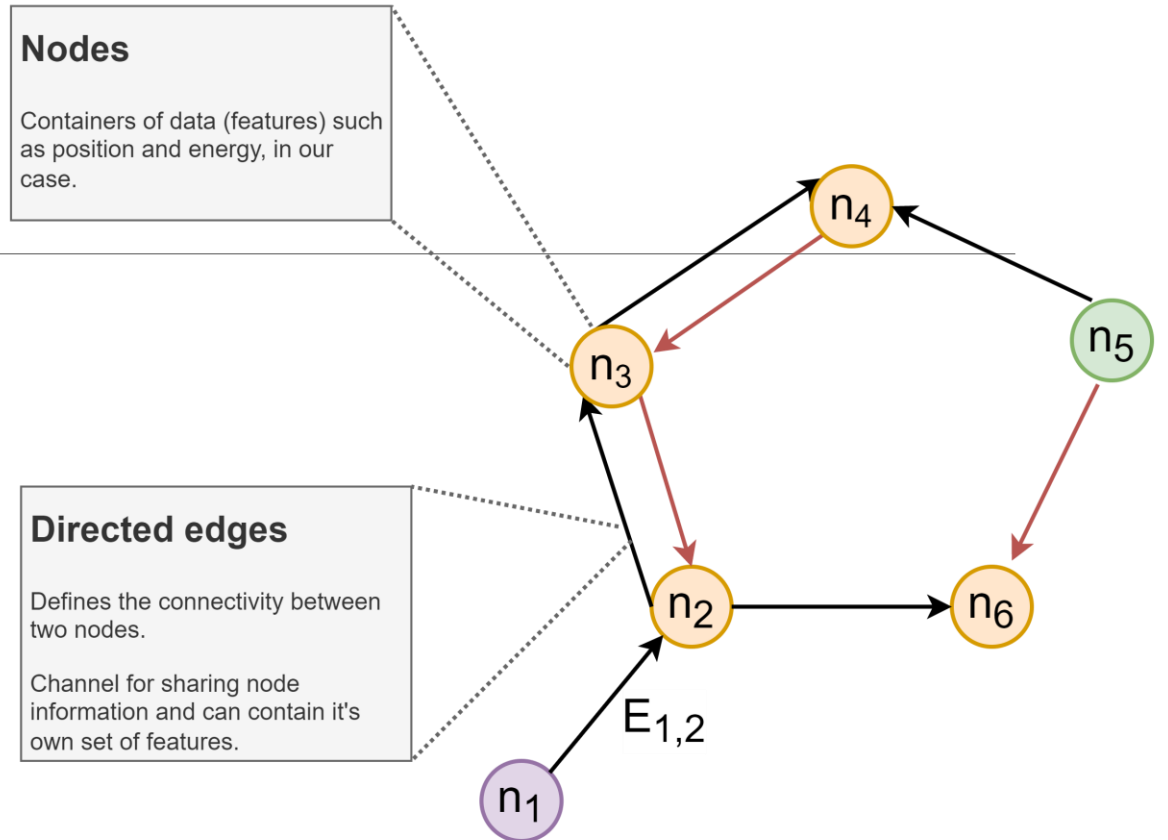 Nodes
Containers of data (features) such
as position and energy, in our
case.
n4
n5
n3
Directed edges
Defines the connectivity between
two nodes.
Channel for sharing node
information and can contain it's
own set of features.
n2
n6
E1,2
n1